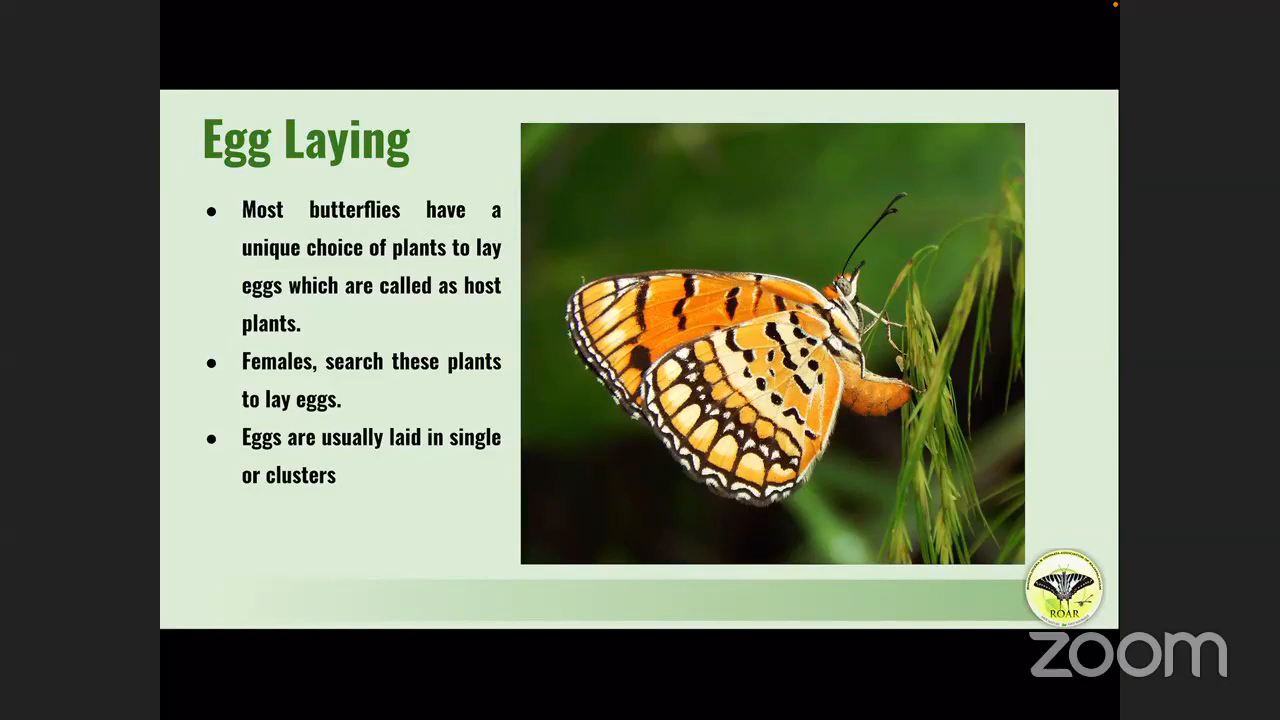 Egg Laying
● Most butterflies have a
unique choice of plants to lay
eggs which are called as host
plants.
● Females, search these plants
to lay eggs.
● Eggs are usually laid in single
or clusters
ROAR
zoom